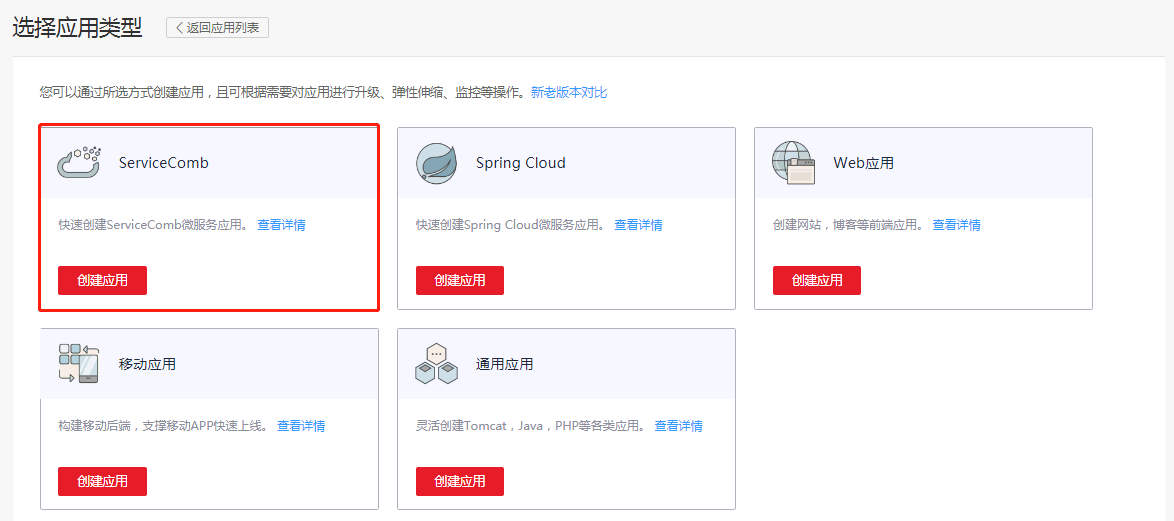 选择应用类型
返回应用列表
您可以通过所选方式创建应用，且可根据需要对应用进行升级、弹性伸缩、监控等操作。新老版本对比
ServiceComb
快速创建ServiceComb微服务应用。 查看详情
创建应用
Spring Cloud
快速创建Spring Cloud微服务应用。 查看详情
创建应用
Web应用
创建网站，博客等前端应用。 查看详情
创建应用
移动应用
构建移动后端，支撑移动APP快速上线。 查看详情
创建应用
通用应用
灵活创建Tomcat，Java，PHP等各类应用。 查看详情
创建应用